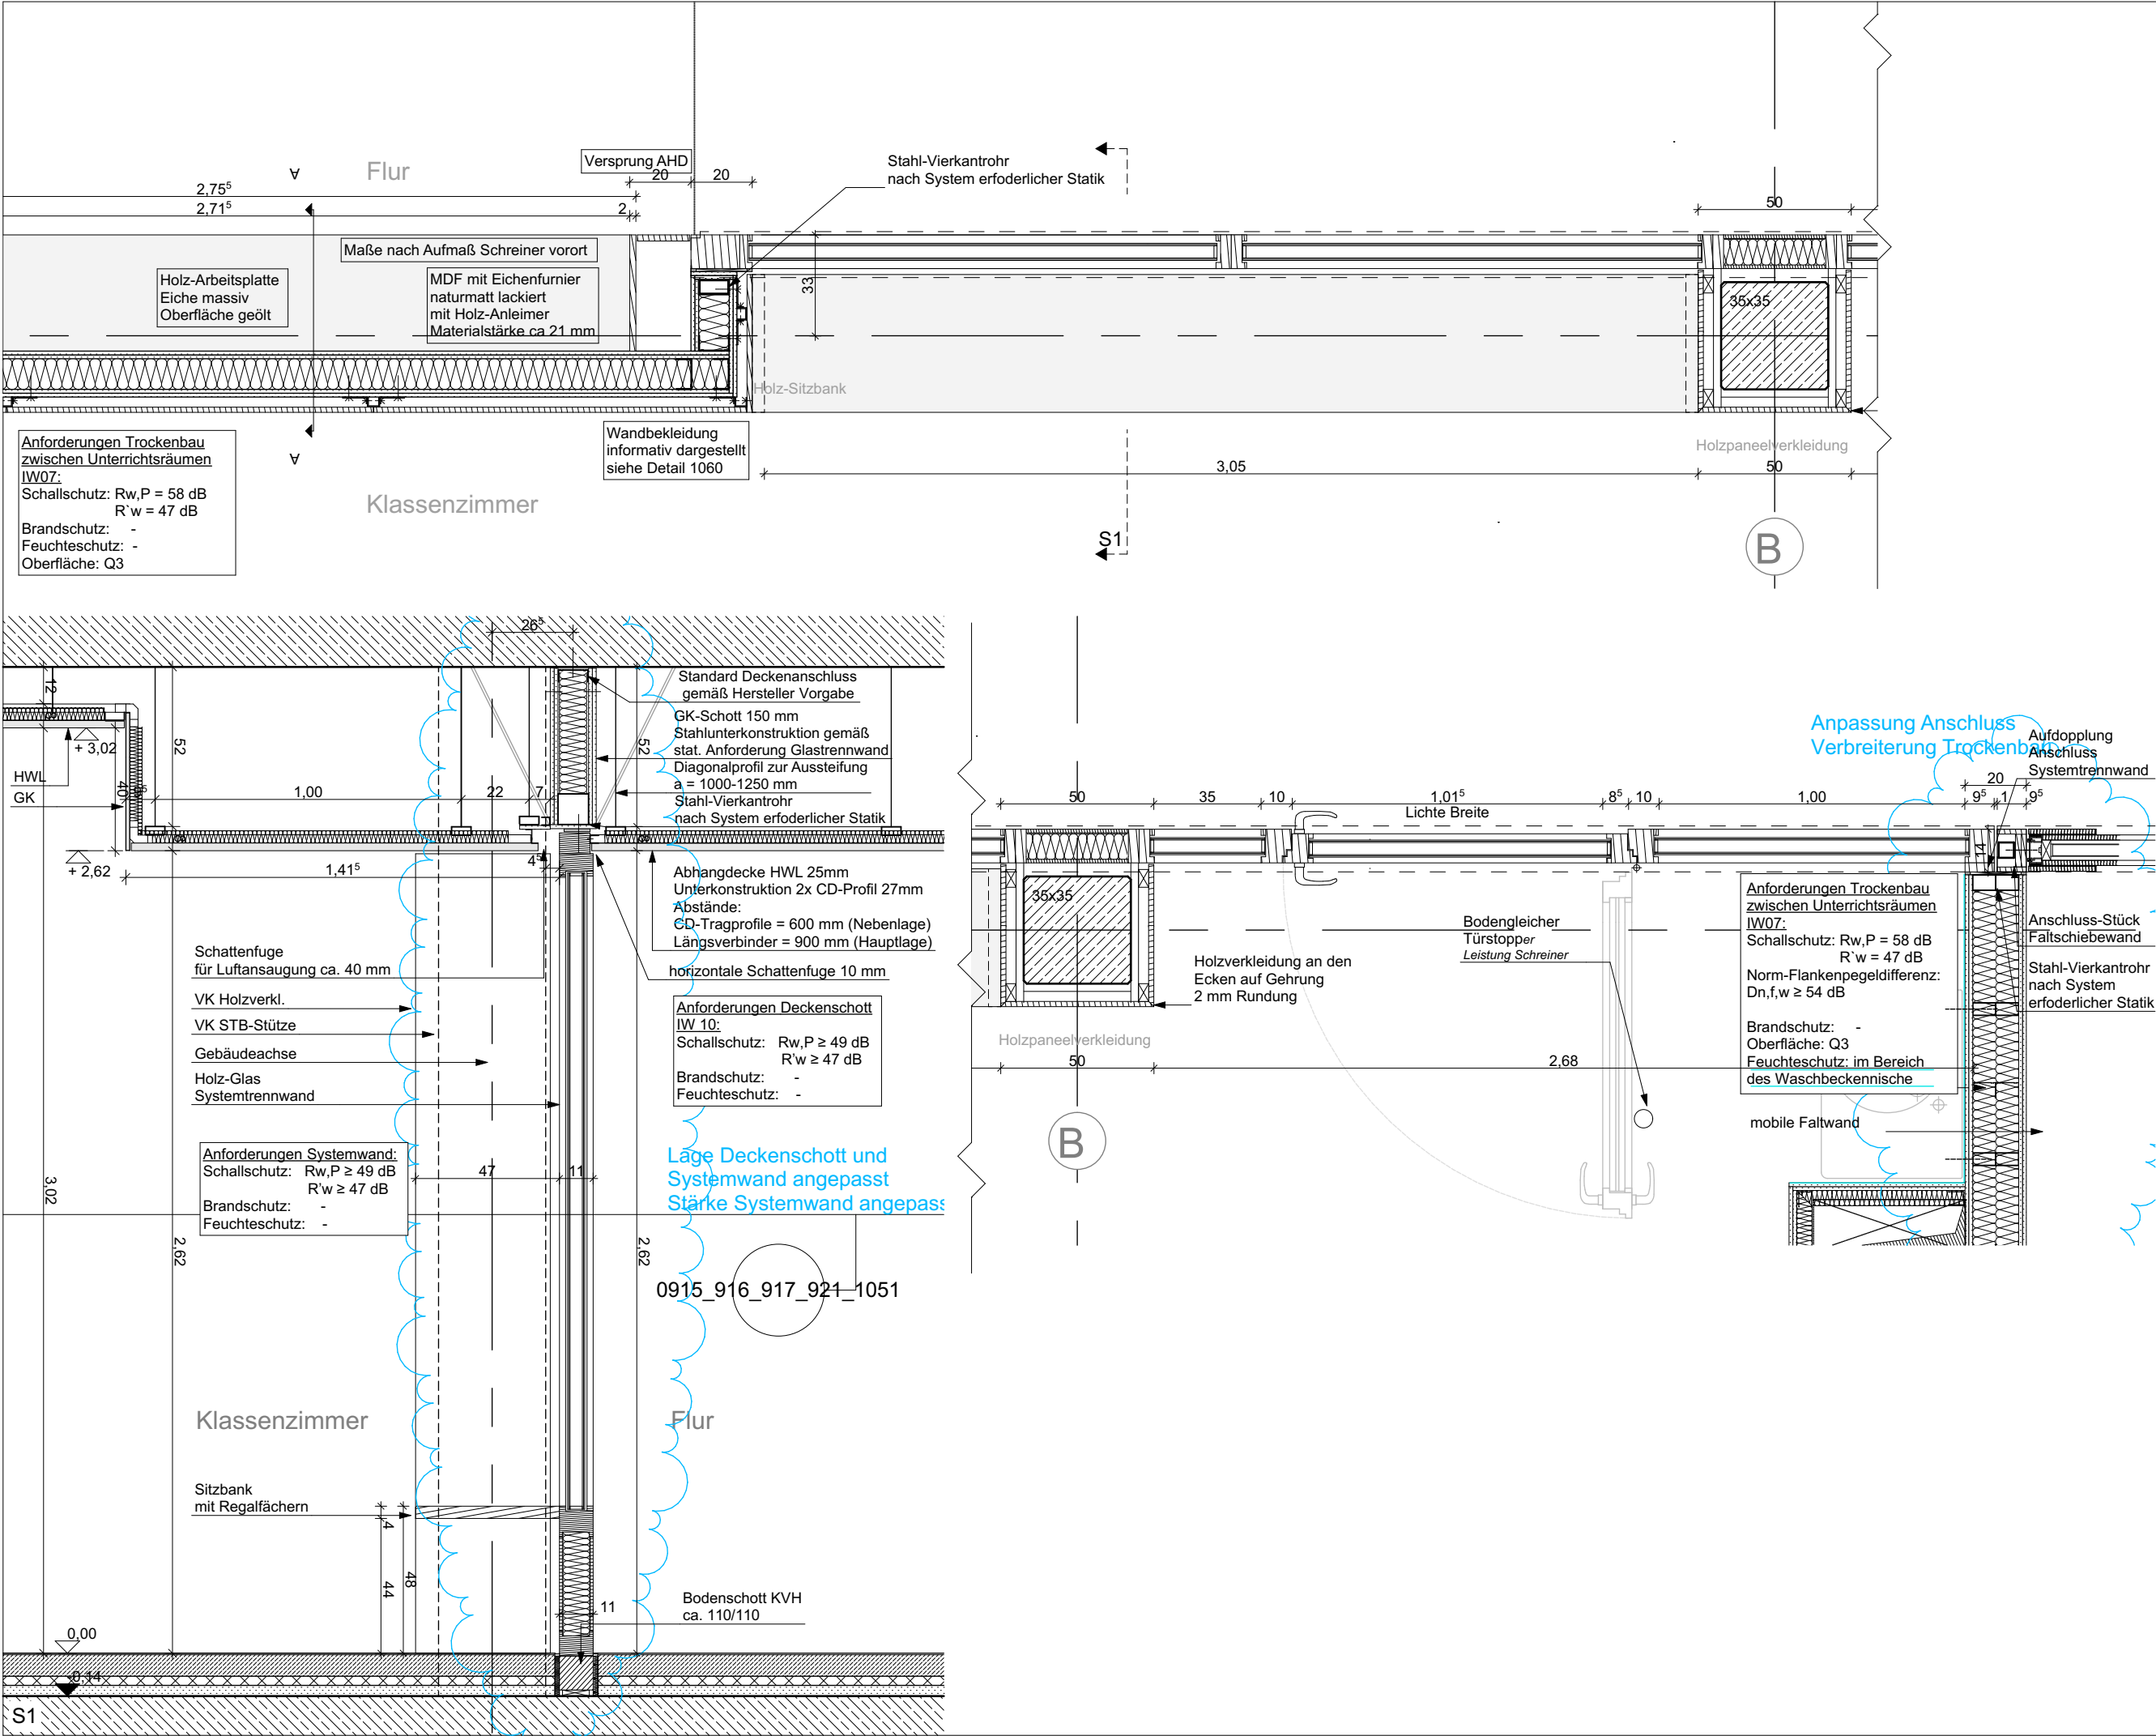 Flur
Versprung AHD
20
20
Stahl-Vierkantrohr
nach System erfoderlicher Statik
2,75⁵
2,71⁵
2
50
Maße nach Aufmaß Schreiner vorort
Holz-Arbeitsplatte
Eiche massiv
Oberfläche geölt
MDF mit Eichenfurnier
naturmatt lackiert
mit Holz-Anleimer
Materialstärke ca 21 mm
33
35x35
Holz-Sitzbank
Anforderungen Trockenbau
zwischen Unterrichtsräumen
IW07:
Schallschutz: Rw,P = 58 dB
R`w = 47 dB
Brandschutz: -
Feuchteschutz: -
Oberfläche: Q3
A
A
Wandbekleidung
informativ dargestellt
siehe Detail 1060
Klassenzimmer
3,05
Holzpaneelverkleidung
50
S1
B
26⁵
Standard Deckenanschluss
gemäß Hersteller Vorgabe
GK-Schott 150 mm
Stahlunterkonstruktion gemäß
stat. Anforderung Glastrennwand
Diagonalprofil zur Aussteifung
a = 1000-1250 mm
Stahl-Vierkantrohr
nach System erfoderlicher Statik
12
8
+ 3,02
52
52
HWL
GK
40
9⁵
1,00
22
7
8
8
+ 2,62
1,41⁵
4⁵
Abhangdecke HWL 25mm
Unterkonstruktion 2x CD-Profil 27mm
Abstände:
CD-Tragprofile = 600 mm (Nebenlage)
Längsverbinder = 900 mm (Hauptlage)
Schattenfuge
für Luftansaugung ca. 40 mm
horizontale Schattenfuge 10 mm
VK Holzverkl.
VK STB-Stütze
Gebäudeachse
Holz-Glas
Systemtrennwand
Anforderungen Deckenschott
IW 10:
Schallschutz: Rw,P ≥ 49 dB
R'w ≥ 47 dB
Brandschutz: -
Feuchteschutz: -
Anforderungen Systemwand:
Schallschutz: Rw,P ≥ 49 dB
R'w ≥ 47 dB
Brandschutz: -
Feuchteschutz: -
47
11
Lage Deckenschott und
Systemwand angepasst
Stärke Systemwand angepass
3,02
2,62
2,62
0915_916_917_921_1051
Klassenzimmer
Flur
Sitzbank
mit Regalfächern
4
44
48
11
Bodenschott KVH
ca. 110/110
0,00
-0,14
S1
Anpassung Anschluss
Verbreiterung Trockenbau
Aufdopplung
Anschluss
Systemtrennwand
20
50
35
10
1,01⁵
Lichte Breite
8⁵
10
1,00
9⁵
1
9⁵
14
35x35
Anforderungen Trockenbau
zwischen Unterrichtsräumen
IW07:
Schallschutz: Rw,P = 58 dB
R`w = 47 dB
Norm-Flankenpegeldifferenz:
Dn,f,w ≥ 54 dB
Brandschutz: -
Oberfläche: Q3
Feuchteschutz: im Bereich
des Waschbeckennische
Anschluss-Stück
Faltschiebewand
Stahl-Vierkantrohr
nach System
erfoderlicher Statik
Bodengleicher
Türstopper
Leistung Schreiner
Holzverkleidung an den
Ecken auf Gehrung
2 mm Rundung
Holzpaneelverkleidung
50
2,68
mobile Faltwand
B